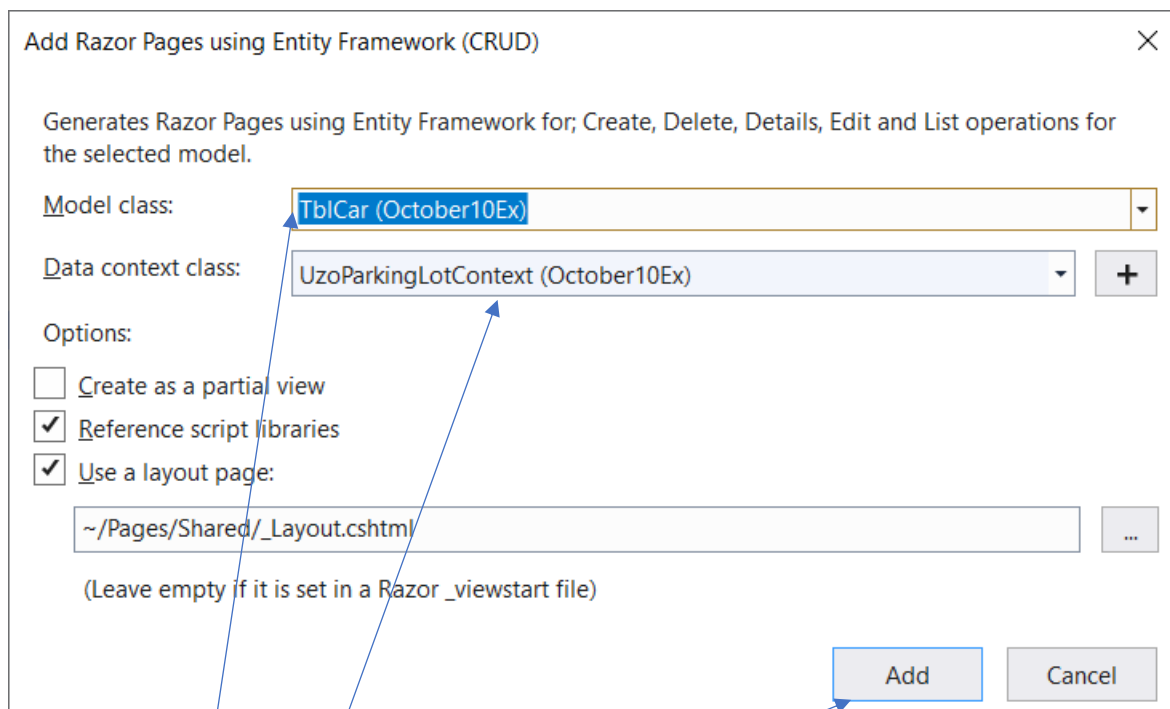 Add Razor Pages using Entity Framework (CRUD)
Generates Razor Pages using Entity Framework for; Create, Delete, Details, Edit and List operations for
the selected model.
Model class:
TblCar (October10Ex)
Data context class:
UzoParkingLotContext (October10Ex)
+
Options:
Create as a partial view
Reference script libraries
Use a layout page:
~/Pages/Shared/_Layout.cshtml
...
(Leave empty if it is set in a Razor _viewstart file)
Add
Cancel